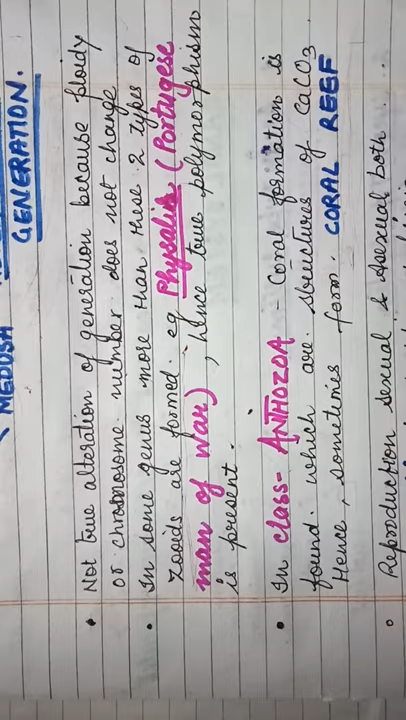 MEDUSA
GENERATION.
• Not true alteration of generation because ploidy
or chromosome number does not change
• In some genus more than these 2 types of
zooids are formed. eg Physalia (Portugese
man of war), hence true polymorphism
is present.
• In class- ANTHOZOA - Coral formation is
found which are structures of CaCO3.
Hence, sometimes form. CORAL REEF
• Reproduction sexual & asexual both.